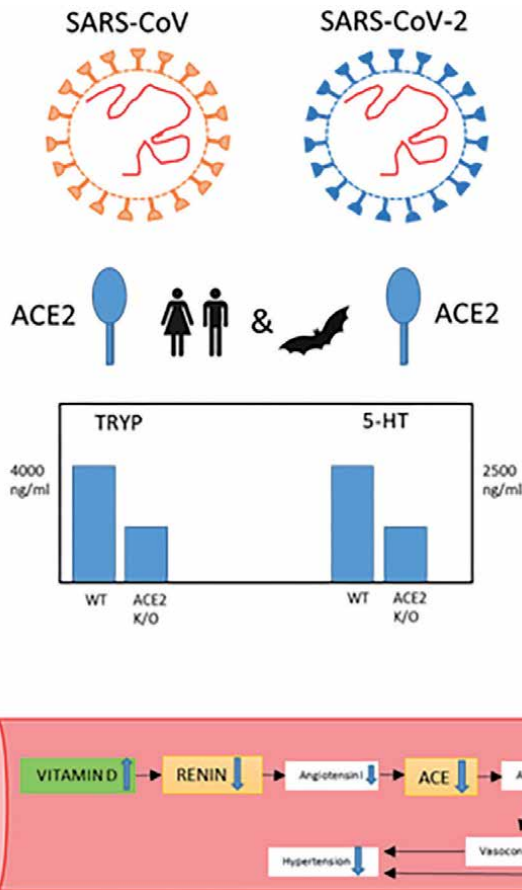 SARS-CoV
SARS-CoV-2
ACE2
&
ACE2
TRYP
5-HT
4000
ng/ml
2500
ng/ml
WT
ACE2
K/O
WT
ACE2
K/O
VITAMIN D
RENIN
Angiotensin I
ACE
A
Hypertension
Vasocon